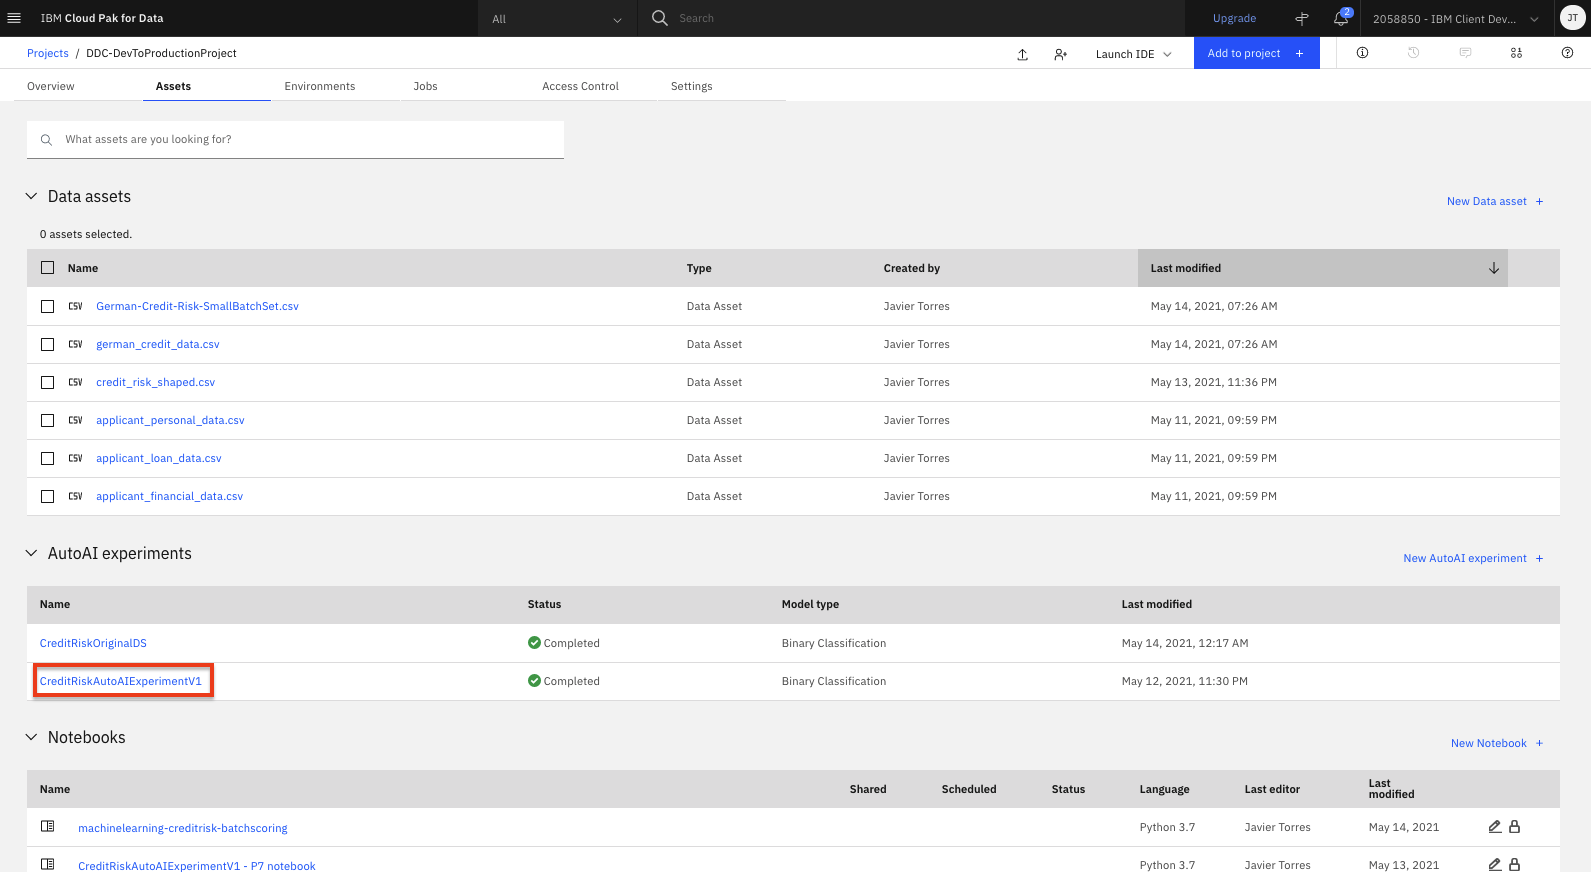 IBM Cloud Pak for Data All Search Upgrade 2 2058850 - IBM Client Dev... JT
Projects / DDC-DevToProductionProject Launch IDE Add to project +
Overview Assets Environments Jobs Access Control Settings
What assets are you looking for?
Data assets
New Data asset +
0 assets selected.
Name Type Created by Last modified
CSV German-Credit-Risk-SmallBatchSet.csv Data Asset Javier Torres May 14, 2021, 07:26 AM
CSV german_credit_data.csv Data Asset Javier Torres May 14, 2021, 07:26 AM
CSV credit_risk_shaped.csv Data Asset Javier Torres May 13, 2021, 11:36 PM
CSV applicant_personal_data.csv Data Asset Javier Torres May 11, 2021, 09:59 PM
CSV applicant_loan_data.csv Data Asset Javier Torres May 11, 2021, 09:59 PM
CSV applicant_financial_data.csv Data Asset Javier Torres May 11, 2021, 09:59 PM
AutoAI experiments
New AutoAI experiment +
Name Status Model type Last modified
CreditRiskOriginalDS Completed Binary Classification May 14, 2021, 12:17 AM
CreditRiskAutoAIExperimentV1 Completed Binary Classification May 12, 2021, 11:30 PM
Notebooks
New Notebook +
Name Shared Scheduled Status Language Last editor Last modified
machinelearning-creditrisk-batchscoring Python 3.7 Javier Torres May 14, 2021
CreditRiskAutoAIExperimentV1 - P7 notebook Python 3.7 Javier Torres May 13, 2021